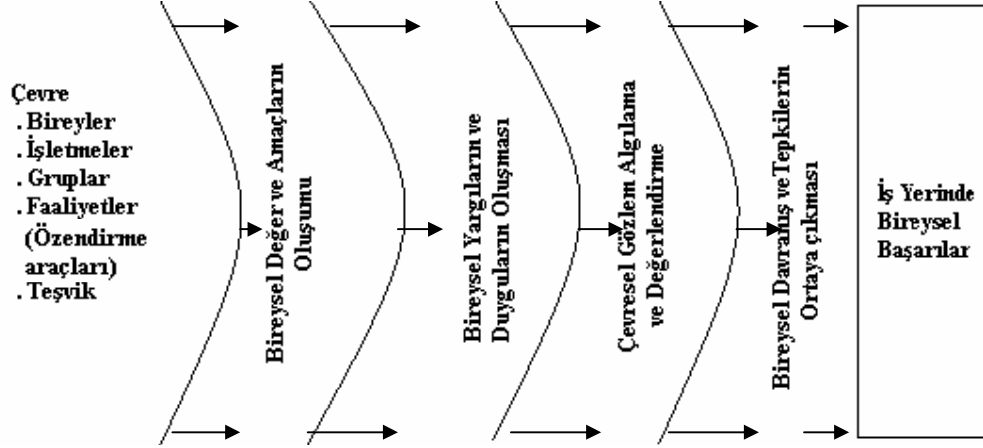 Çevre
. Bireyler
. İşletmeler
. Gruplar
. Faaliyetler
(Özendirme
araçları)
. Teşvik
Bireysel Değer ve Amaçların
Oluşumu
Bireysel Yargıların ve
Duyguların Oluşması
Çevresel Gözlem Algılama
ve Değerlendirme
Bireysel Davranış ve Tepkilerin
Ortaya çıkması
İş Yerinde
Bireysel
Başarılar